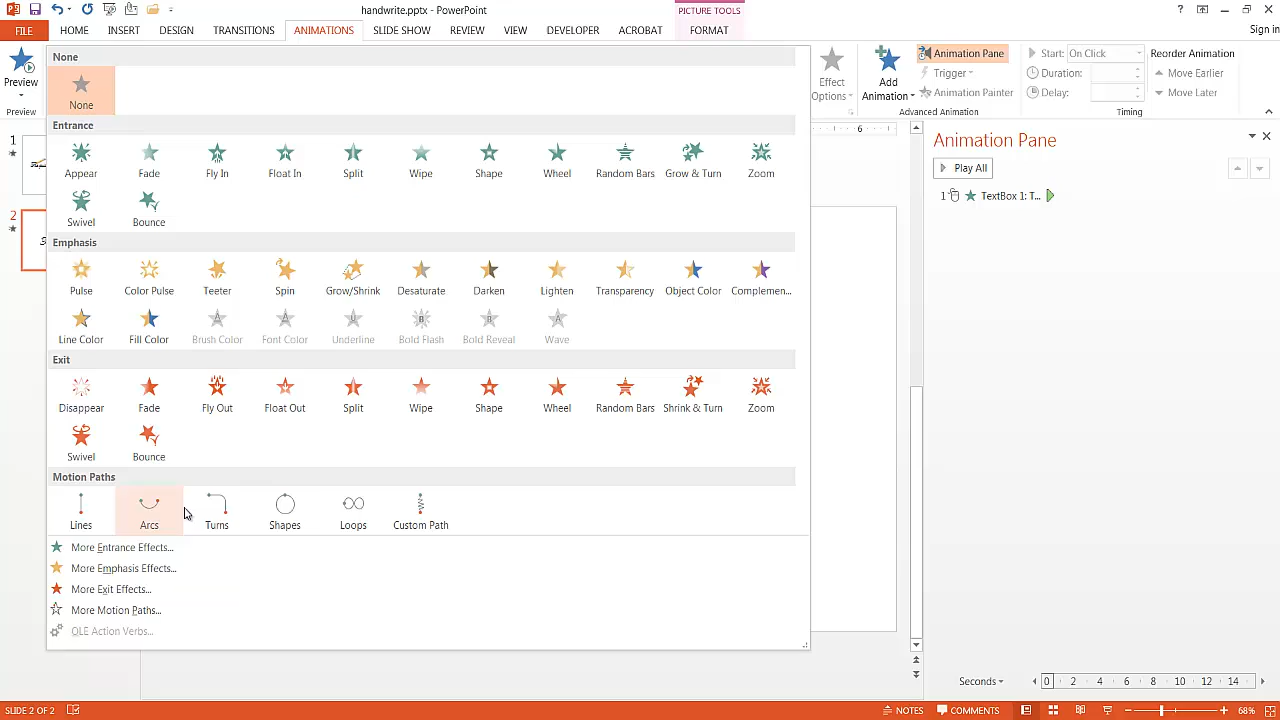 handwrite.pptx - PowerPoint
PICTURE TOOLS
?
Sign in
FILE HOME INSERT DESIGN TRANSITIONS ANIMATIONS SLIDE SHOW REVIEW VIEW DEVELOPER ACROBAT FORMAT
Preview
Preview
None
None
Entrance
Appear Fade Fly In Float In Split Wipe Shape Wheel Random Bars Grow & Turn Zoom
Swivel Bounce
Emphasis
Pulse Color Pulse Teeter Spin Grow/Shrink Desaturate Darken Lighten Transparency Object Color Complemen...
Line Color Fill Color Brush Color Font Color Underline Bold Flash Bold Reveal Wave
Exit
Disappear Fade Fly Out Float Out Split Wipe Shape Wheel Random Bars Shrink & Turn Zoom
Swivel Bounce
Motion Paths
Lines Arcs Turns Shapes Loops Custom Path
More Entrance Effects...
More Emphasis Effects...
More Exit Effects...
More Motion Paths...
OLE Action Verbs...
Effect
Options
Add
Animation
Animation Pane
Trigger
Animation Painter
Advanced Animation
Start: On Click
Duration:
Delay:
Reorder Animation
Move Earlier
Move Later
Timing
1
2
6
Animation Pane
Play All
1 TextBox 1: T...
Seconds 0 2 4 6 8 10 12 14
SLIDE 2 OF 2
NOTES COMMENTS
68%